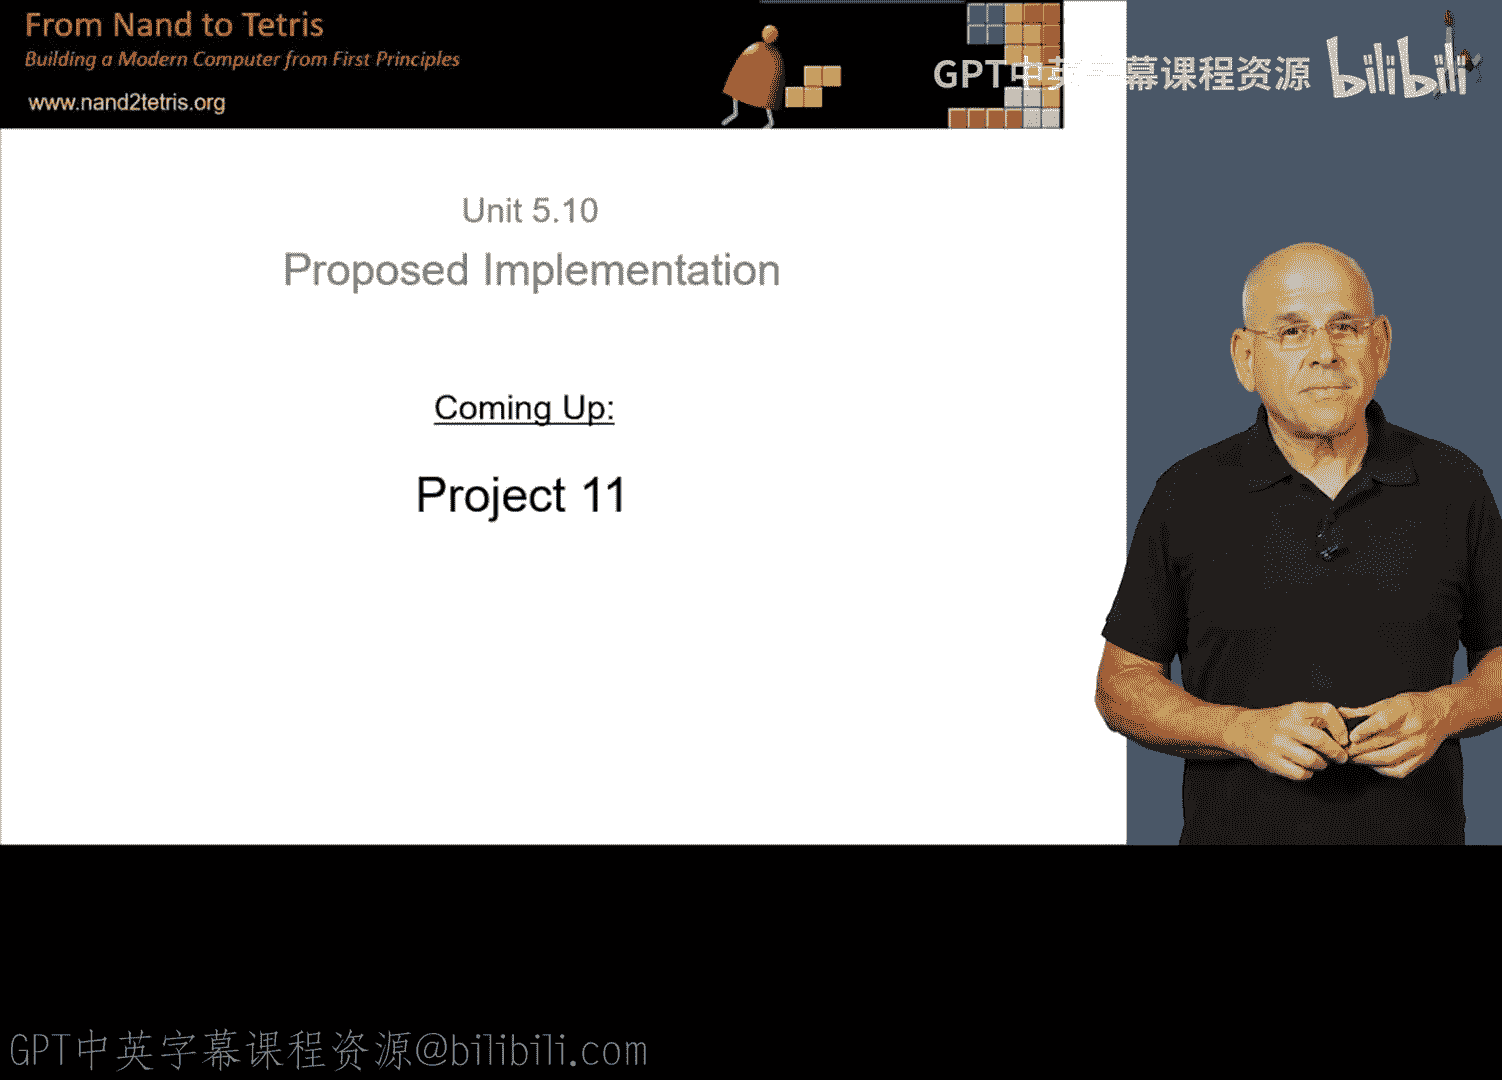 From Nand to Tetris
Building a Modern Computer from First Principles
www.nand2tetris.org
GPT中英字幕课程资源 bilibili
Unit 5.10
Proposed Implementation
Coming Up:
Project 11
GPT中英字幕课程资源@bilibili.com